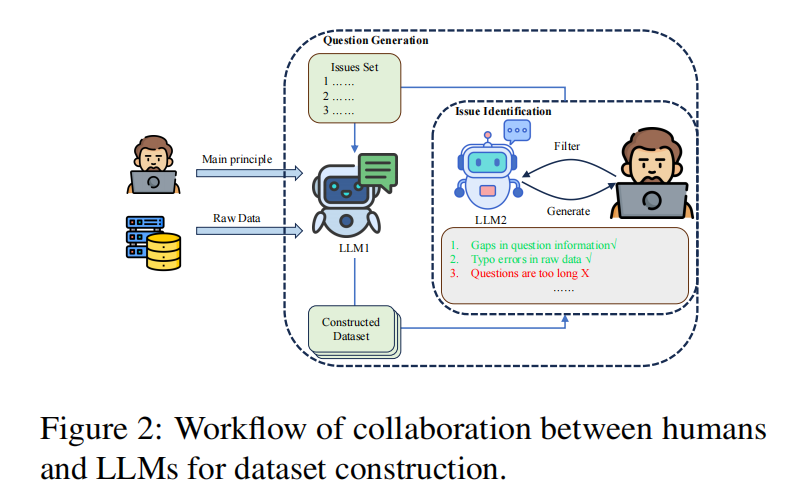 Question Generation
Issues Set
1 ......
2 ......
3 ......
Main principle
Raw Data
LLM1
Constructed
Dataset
Issue Identification
Filter
Generate
LLM2
1. Gaps in question information√
2. Typo errors in raw data √
3. Questions are too long X
......
Figure 2: Workflow of collaboration between humans
and LLMs for dataset construction.